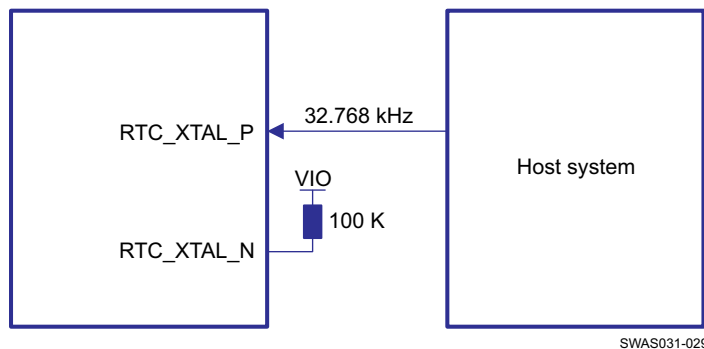 32.768 kHz
RTC_XTAL_P
Host system
VIO
100 K
RTC_XTAL_N
SWAS031-029